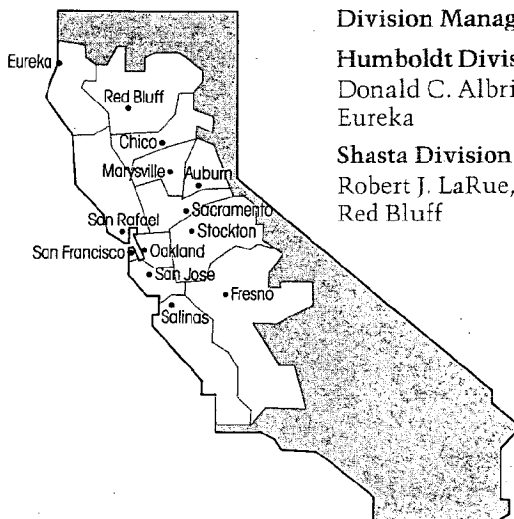 Division Manag
Humboldt Divis
Donald C. Albri
Eureka
Shasta Division
Robert J. LaRue,
Red Bluff
Eureka
Red Bluff
Chico
Marysville
Auburn
Sacramento
San Rafael
Stockton
San Francisco
Oakland
San Jose
Fresno
Salinas